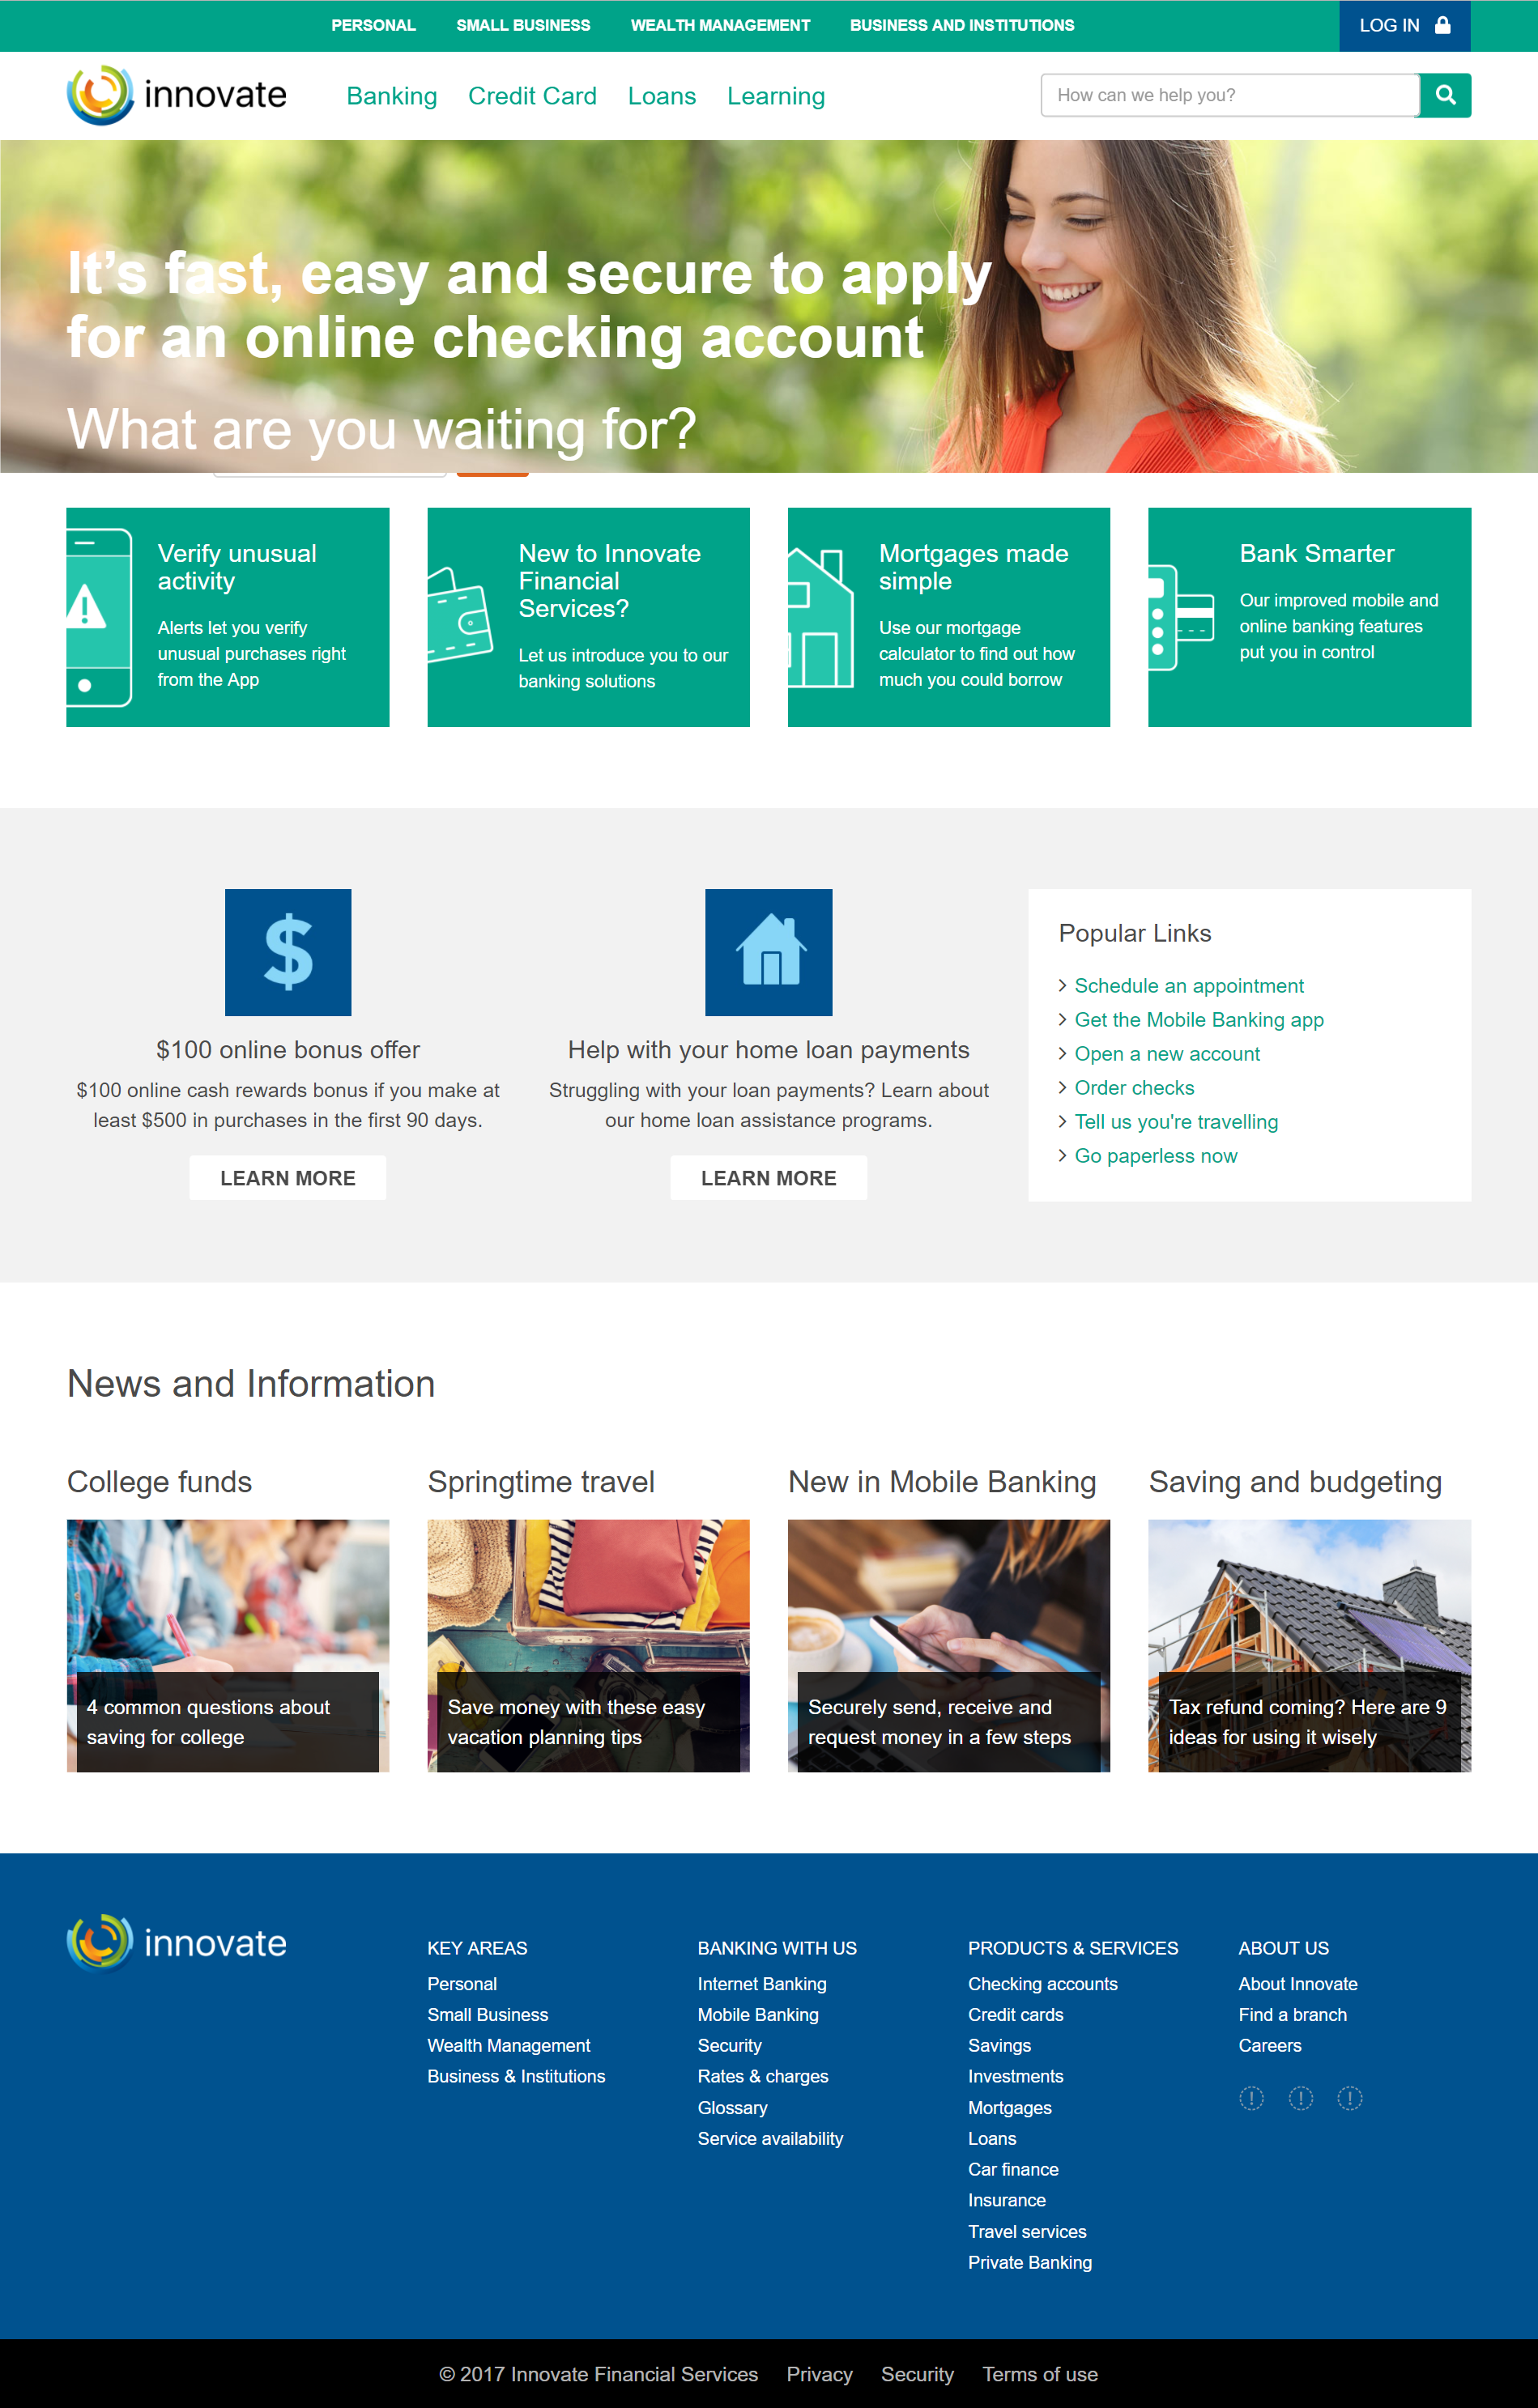 PERSONAL SMALL BUSINESS WEALTH MANAGEMENT BUSINESS AND INSTITUTIONS LOG IN
innovate Banking Credit Card Loans Learning How can we help you?
It’s fast, easy and secure to apply
for an online checking account
What are you waiting for?
Verify unusual
activity
Alerts let you verify
unusual purchases right
from the App
New to Innovate
Financial
Services?
Let us introduce you to our
banking solutions
Mortgages made
simple
Use our mortgage
calculator to find out how
much you could borrow
Bank Smarter
Our improved mobile and
online banking features
put you in control
$
$100 online bonus offer
$100 online cash rewards bonus if you make at
least $500 in purchases in the first 90 days.
LEARN MORE
Help with your home loan payments
Struggling with your loan payments? Learn about
our home loan assistance programs.
LEARN MORE
Popular Links
Schedule an appointment
Get the Mobile Banking app
Open a new account
Order checks
Tell us you're travelling
Go paperless now
News and Information
College funds
4 common questions about
saving for college
Springtime travel
Save money with these easy
vacation planning tips
New in Mobile Banking
Securely send, receive and
request money in a few steps
Saving and budgeting
Tax refund coming? Here are 9
ideas for using it wisely
innovate
KEY AREAS
Personal
Small Business
Wealth Management
Business & Institutions
BANKING WITH US
Internet Banking
Mobile Banking
Security
Rates & charges
Glossary
Service availability
PRODUCTS & SERVICES
Checking accounts
Credit cards
Savings
Investments
Mortgages
Loans
Car finance
Insurance
Travel services
Private Banking
ABOUT US
About Innovate
Find a branch
Careers
© 2017 Innovate Financial Services Privacy Security Terms of use